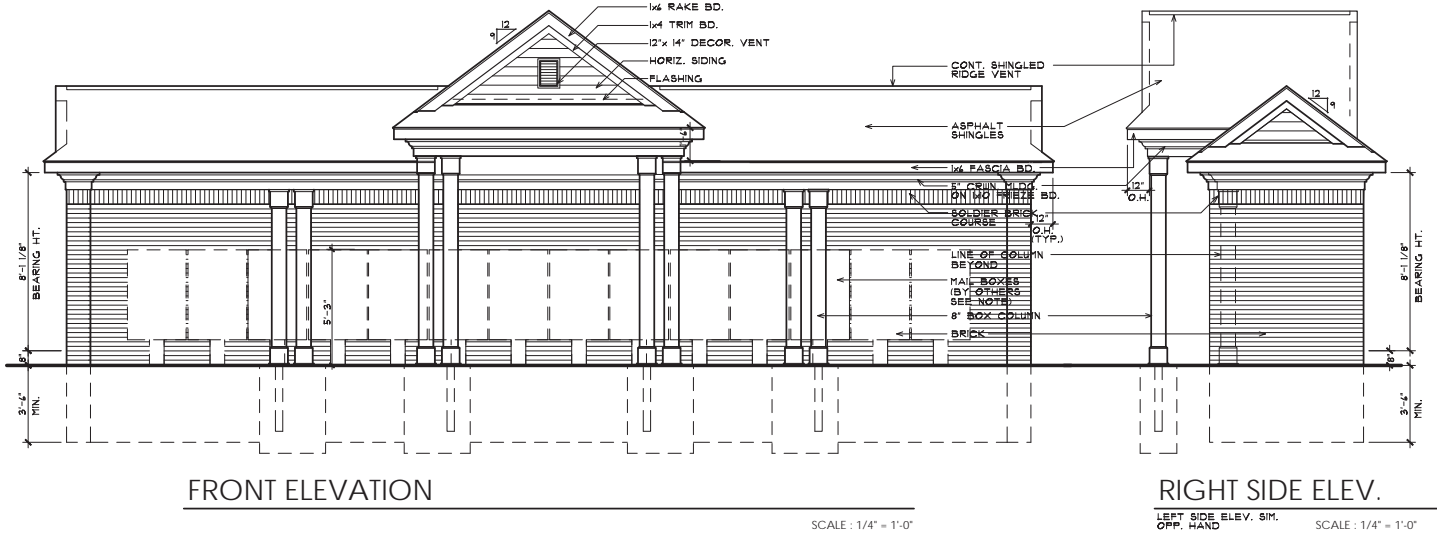 1x6 RAKE BD.
1x4 TRIM BD.
12"x 14" DECOR. VENT
HORIZ. SIDING
FLASHING
12
9
CONT. SHINGLED
RIDGE VENT
ASPHALT
SHINGLES
1x6 FASCIA BD.
ON 1x10 FRIEZE BD.
SOLDIER BRICK
COURSE
12"
O.H.
(TYP.)
LINE OF COLUMN
BEYOND
MAIL BOXES
(BY OTHERS
SEE NOTE)
8" BOX COLUMN
BRICK
8'-1 1/8"
BEARING HT.
8"
3'-6"
MIN.
5'-3"
12
9
12"
O.H.
8'-1 1/8"
BEARING HT.
8"
3'-6"
MIN.
FRONT ELEVATION
SCALE : 1/4" = 1'-0"
RIGHT SIDE ELEV.
LEFT SIDE ELEV. SIM.
OPP. HAND
SCALE : 1/4" = 1'-0"